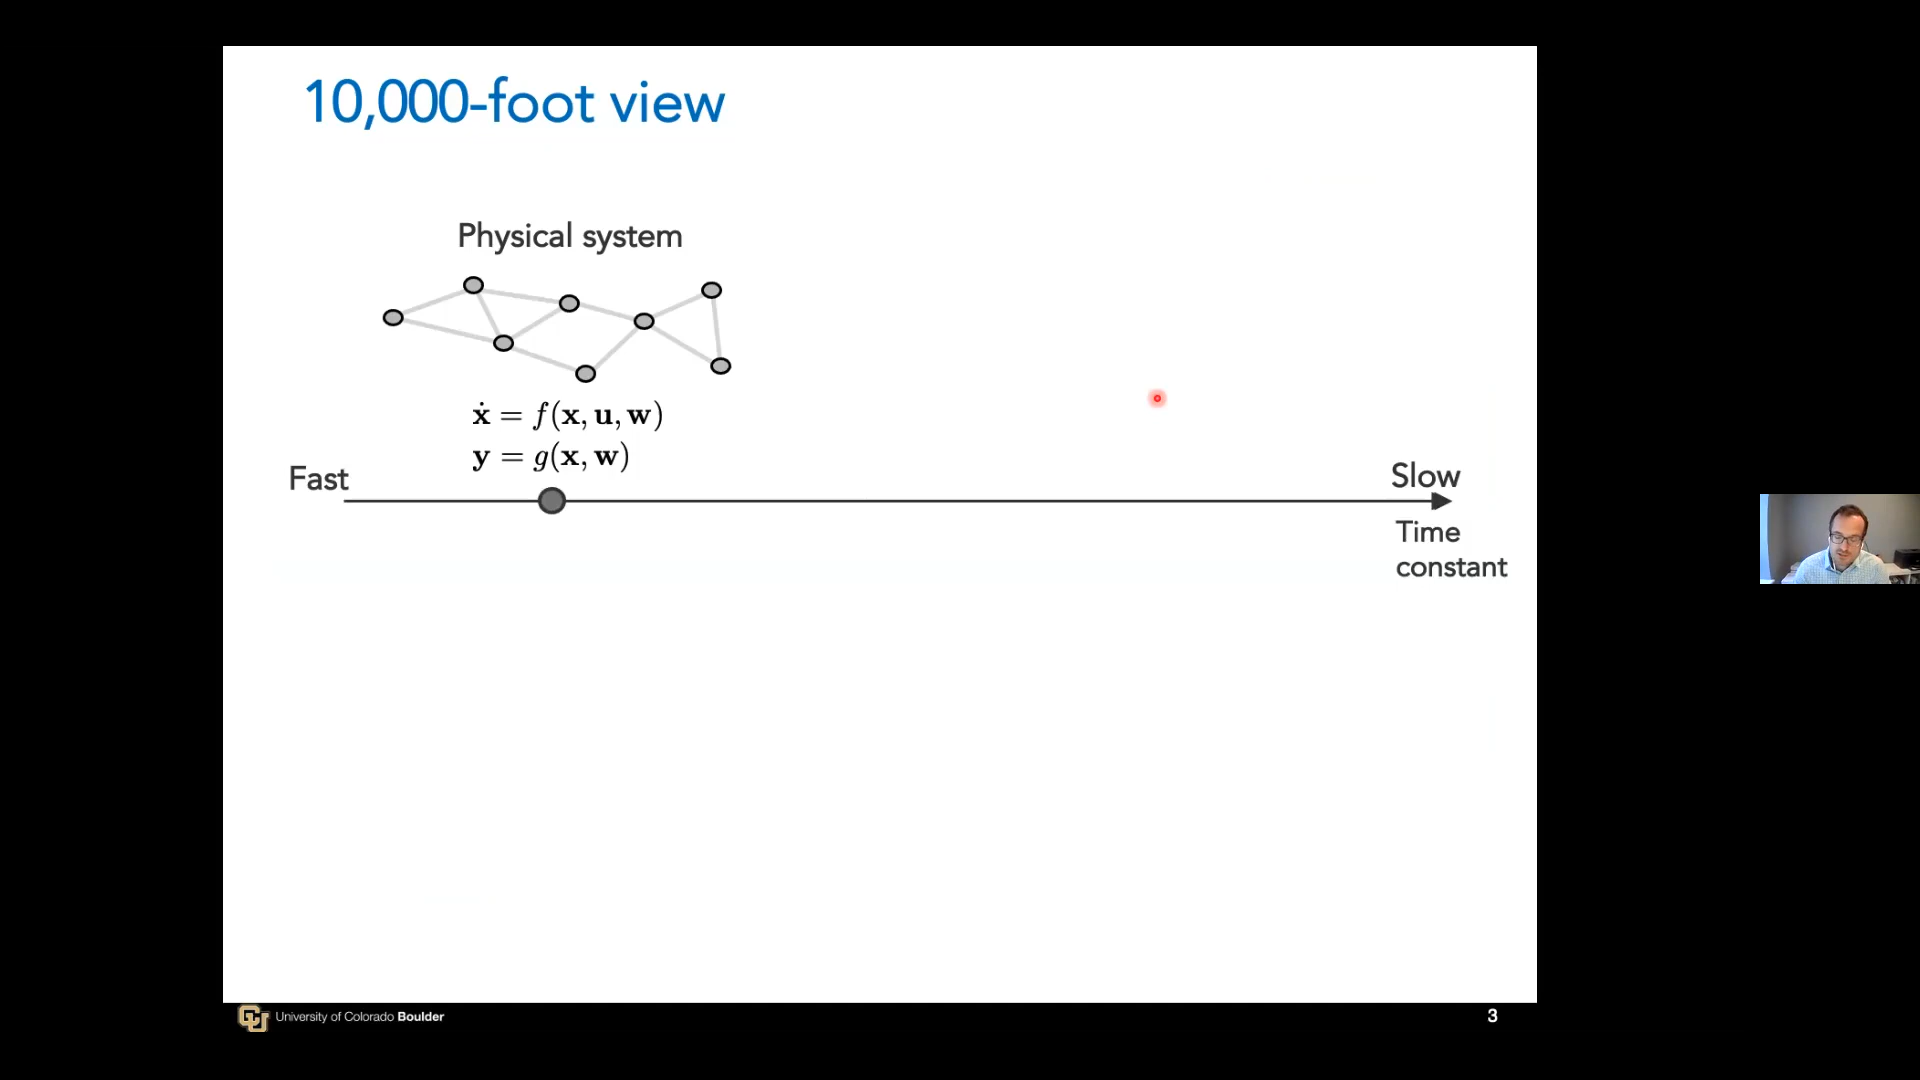 10,000-foot view
Physical system
ẋ = f(x, u, w)
y = g(x, w)
Fast
Slow
Time
constant
University of Colorado Boulder
3